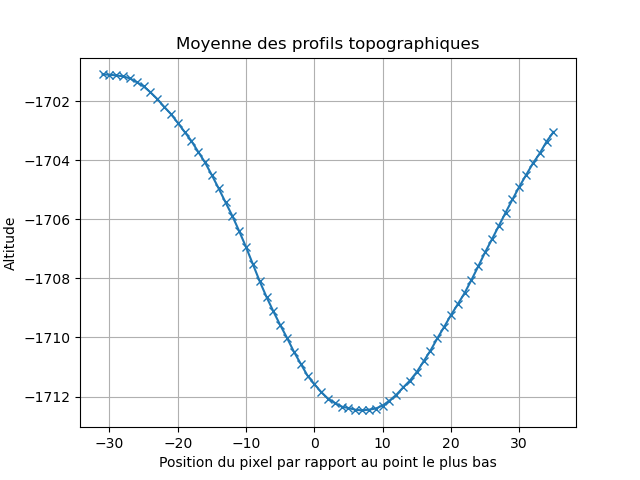 Moyenne des profils topographiques
Altitude
−1702
−1704
−1706
−1708
−1710
−1712
−30 −20 −10 0 10 20 30
Position du pixel par rapport au point le plus bas